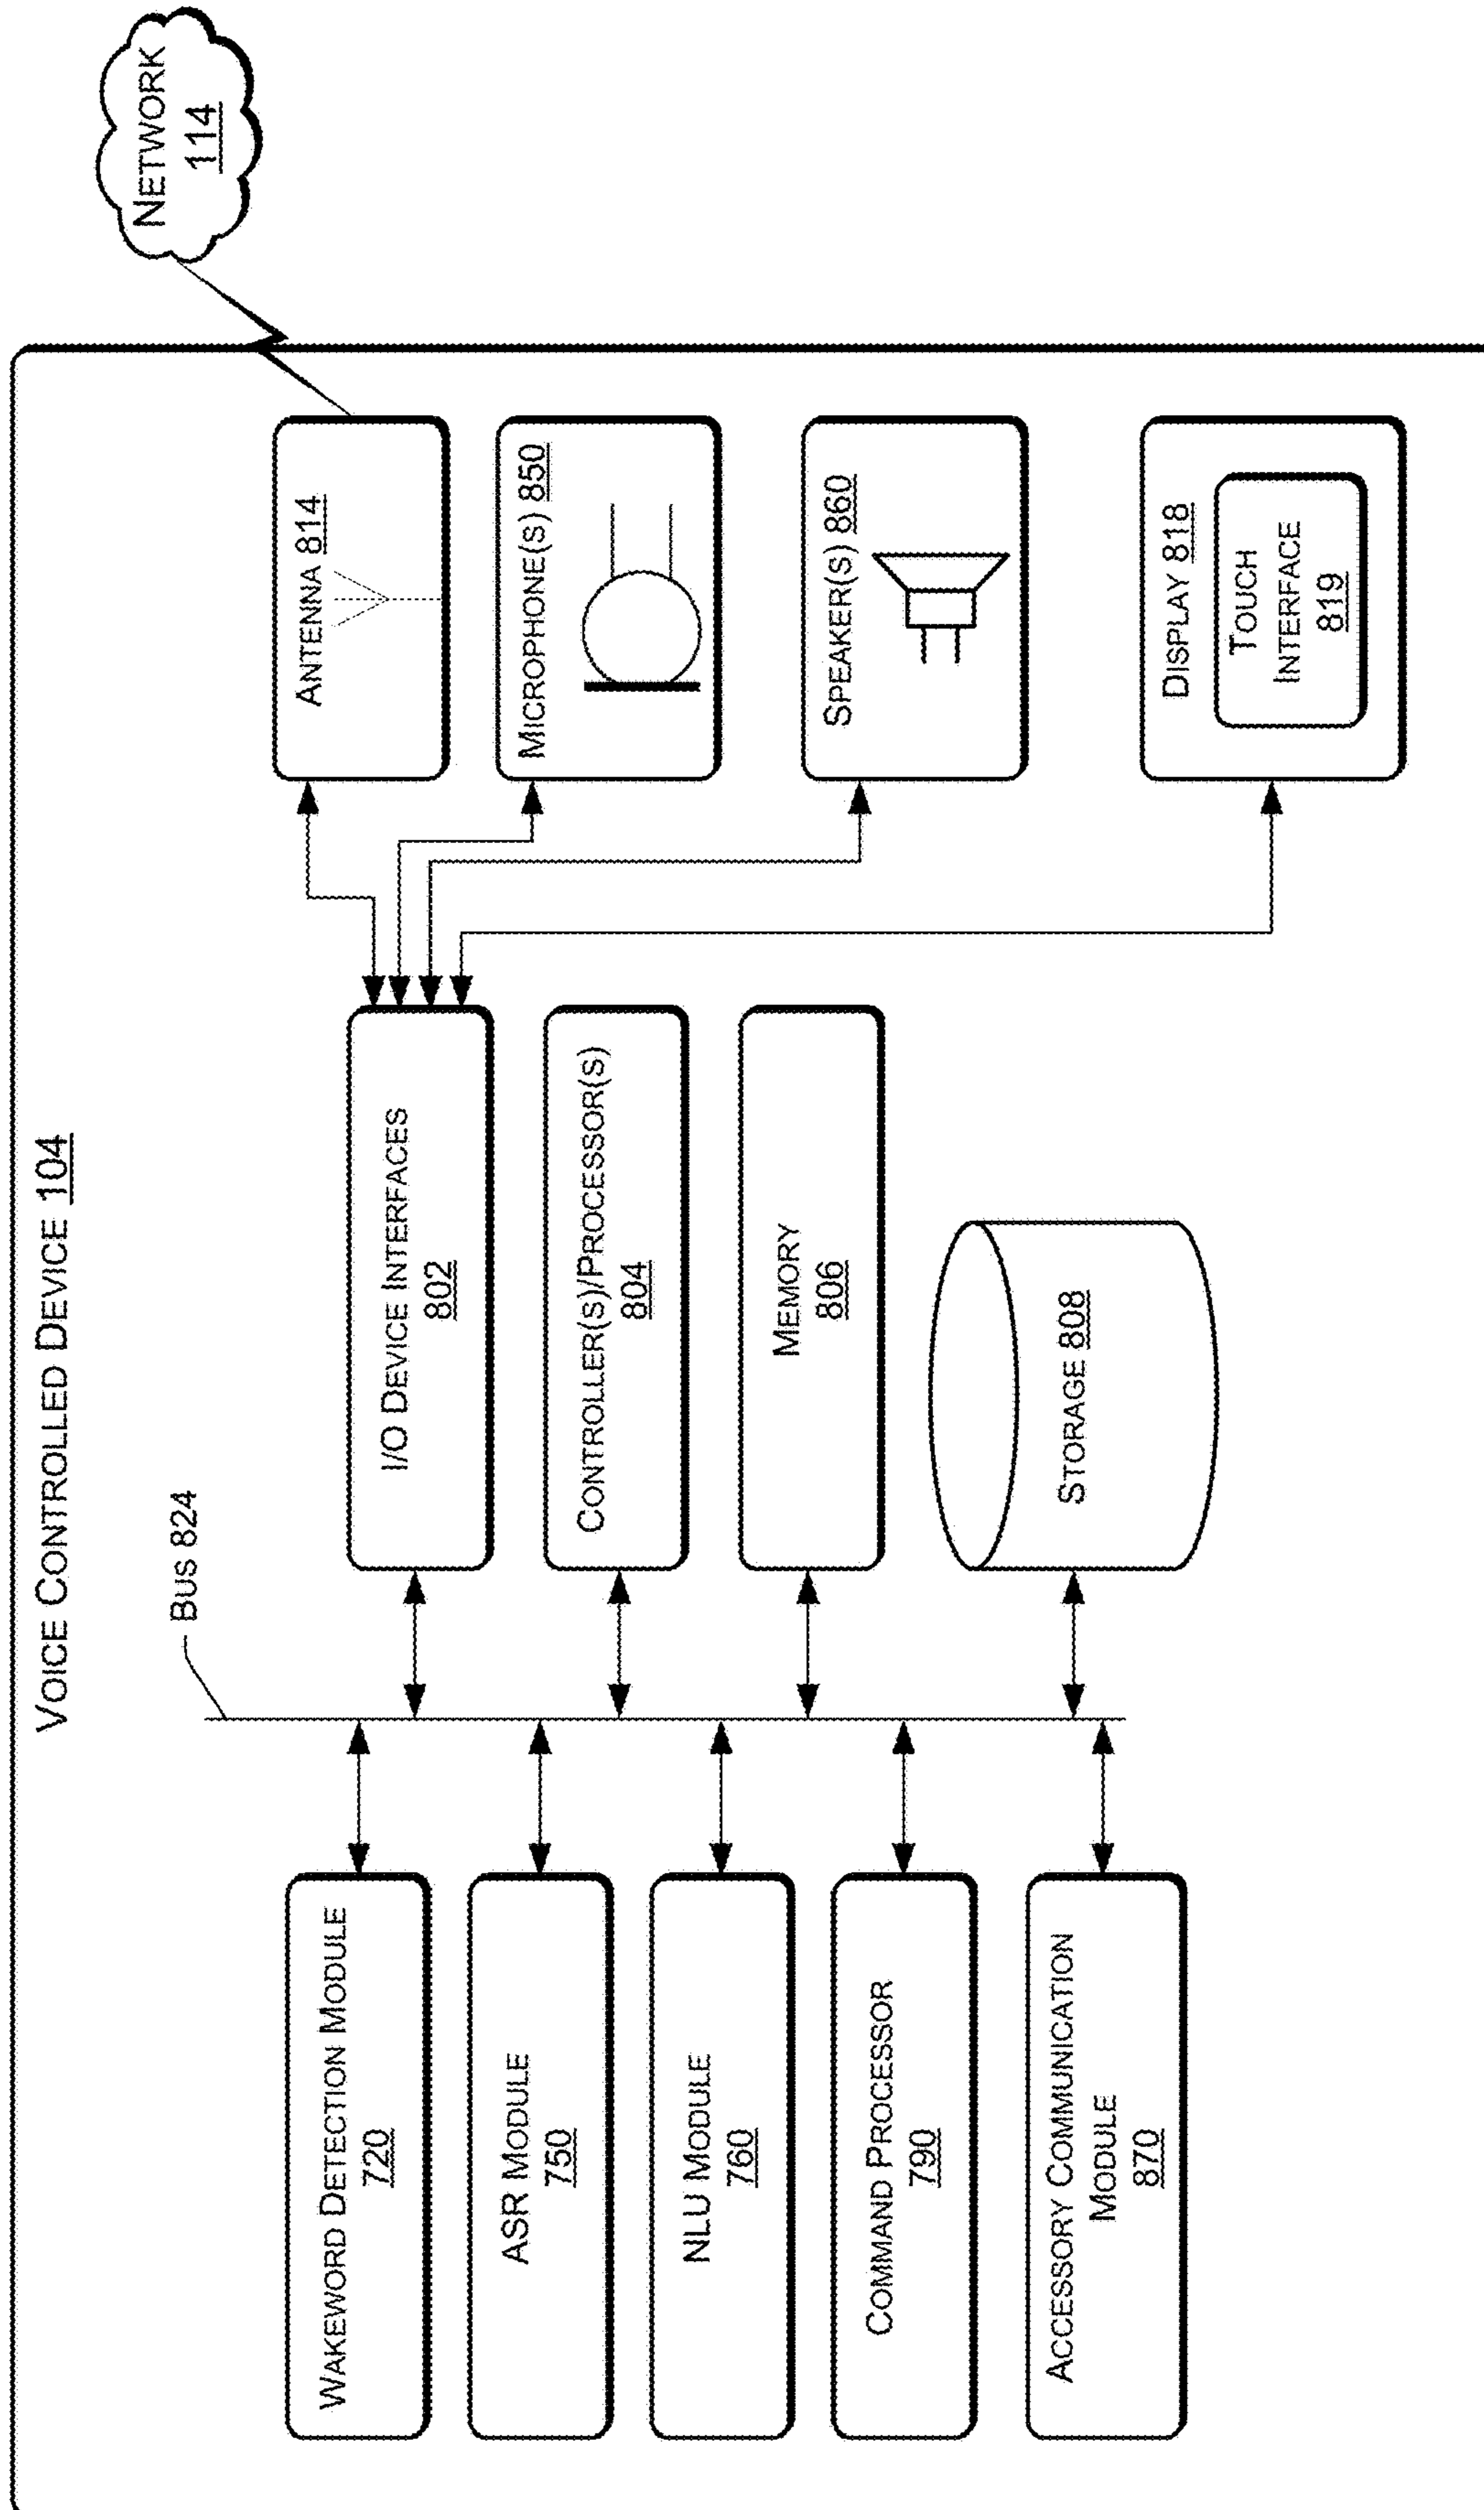 VOICE CONTROLLED DEVICE 104
NETWORK
114
BUS 824
WAKEWORD DETECTION MODULE
720
ASR MODULE
750
NLU MODULE
760
COMMAND PROCESSOR
790
ACCESSORY COMMUNICATION
MODULE
870
I/O DEVICE INTERFACES
802
CONTROLLER(S)/PROCESSOR(S)
804
MEMORY
806
STORAGE 808
ANTENNA 814
MICROPHONE(S) 850
SPEAKER(S) 860
DISPLAY 818
TOUCH
INTERFACE
819